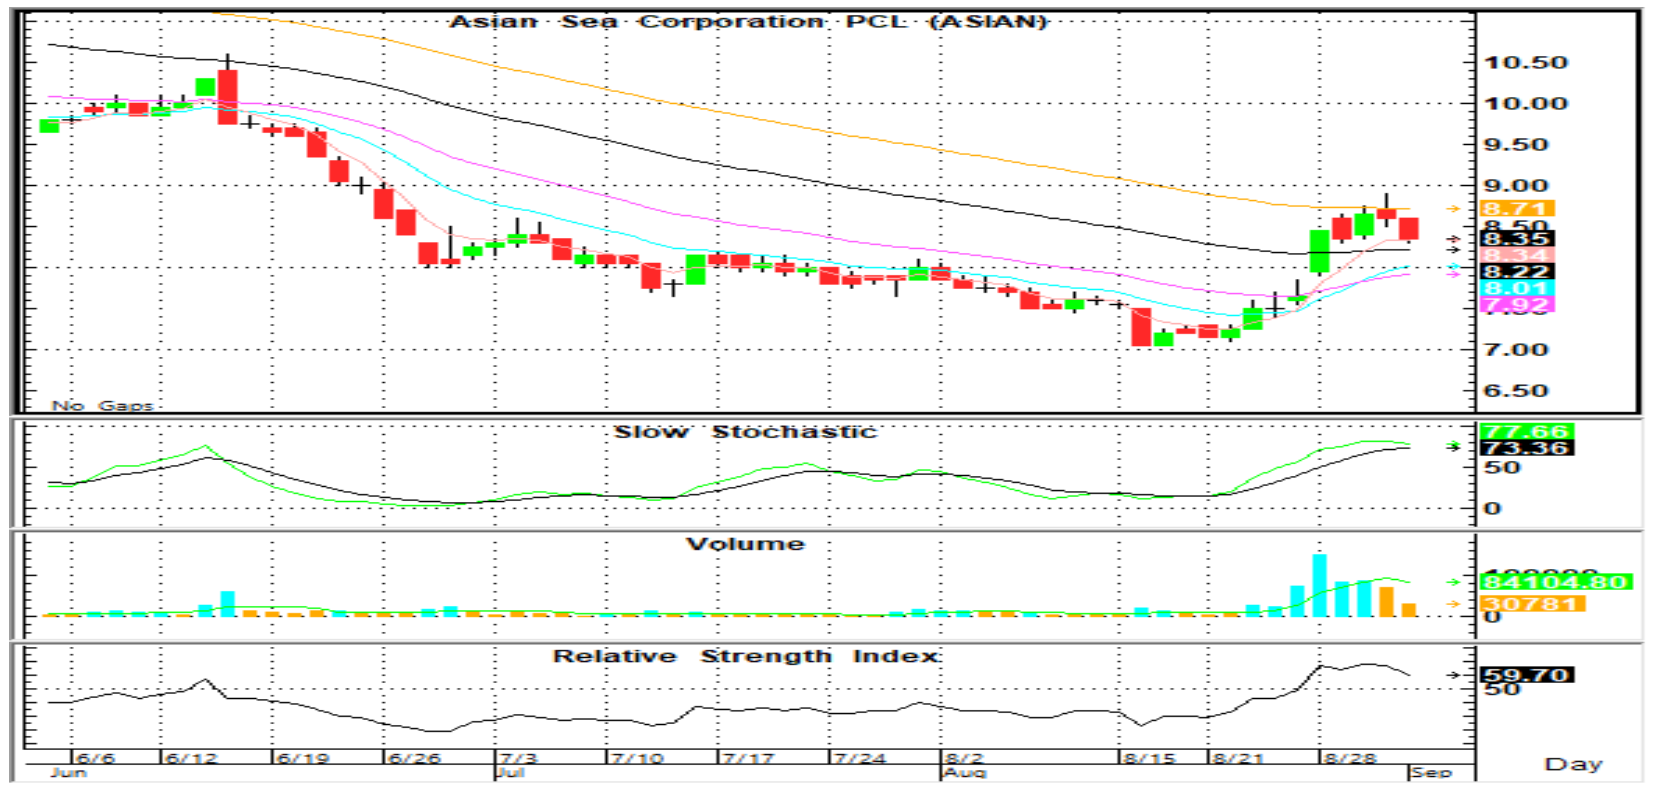 Asian Sea Corporation PCL (ASIAN)
10.50
10.00
9.50
9.00
8.71
8.50
8.35
8.34
8.22
8.01
7.92
7.00
6.50
No Gaps
Slow Stochastic
77.66
73.36
50
0
Volume
84104.80
30781
0
Relative Strength Index
59.70
50
6/6 6/12 6/19 6/26 7/3 7/10 7/17 7/24 8/2 8/15 8/21 8/28
Jun Jul Aug Sep
Day